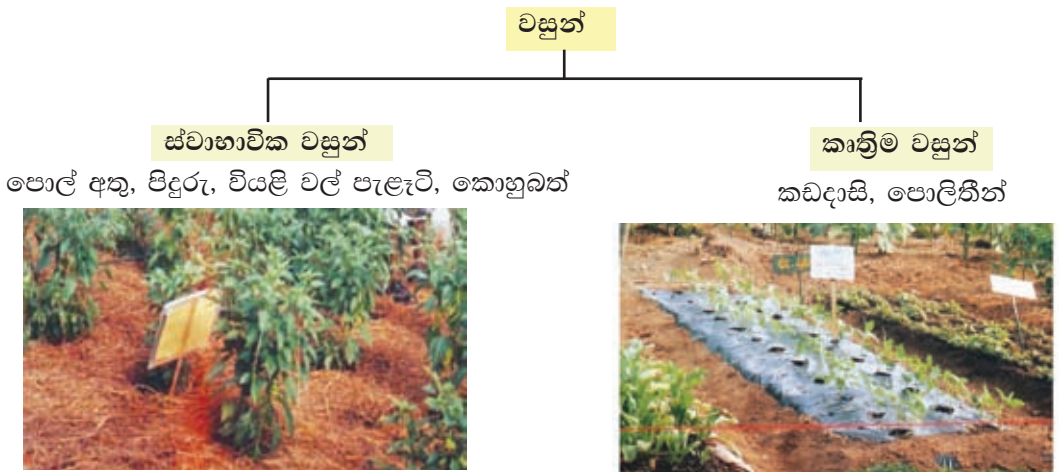 වසුන්
ස්වාභාවික වසුන්
පොල් අතු, පිදුරු, වියළි වල් පැළෑටි, කොහුබත්
කෘත්‍රිම වසුන්
කඩදාසි, පොලිතීන්